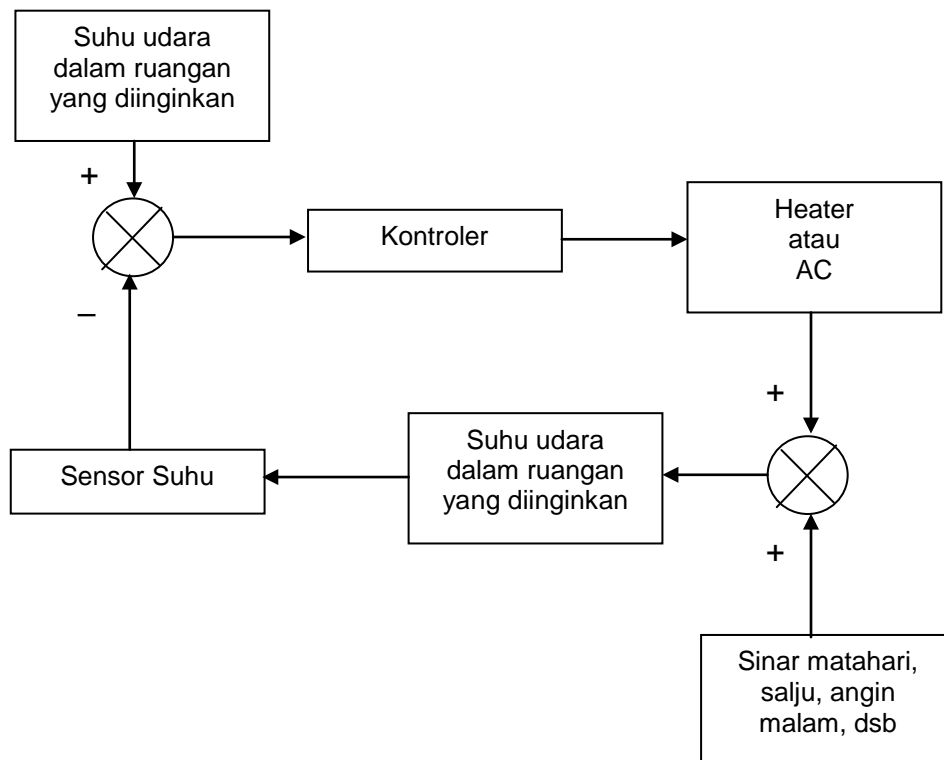 Suhu udara
dalam ruangan
yang diinginkan
+
Kontroler
Heater
atau
AC
–
+
Suhu udara
dalam ruangan
yang diinginkan
Sensor Suhu
+
Sinar matahari,
salju, angin
malam, dsb